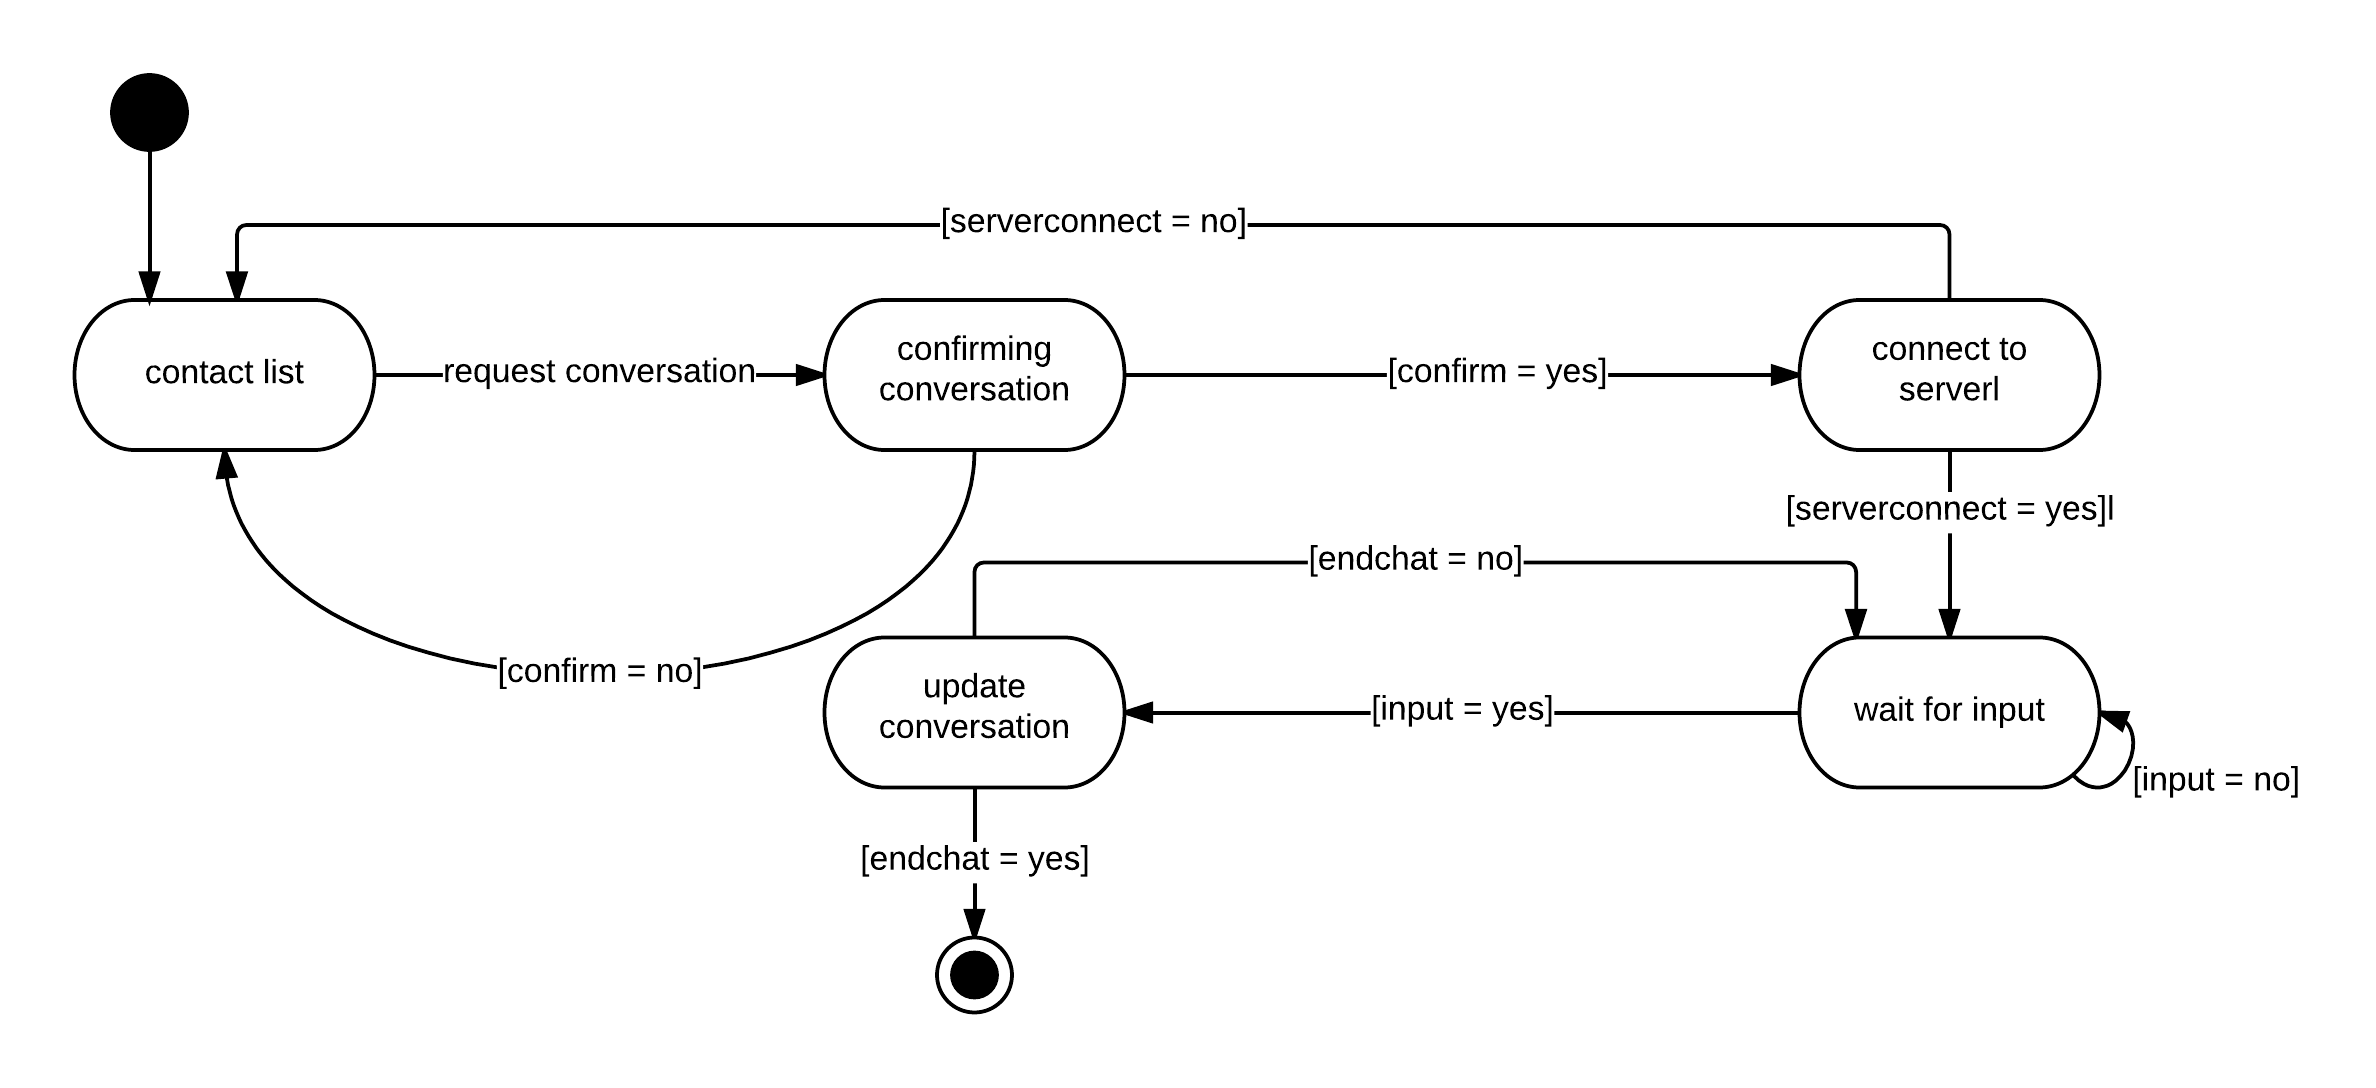 [serverconnect = no]
contact list
request conversation
confirming
conversation
[confirm = yes]
connect to
serverl
[serverconnect = yes]l
[endchat = no]
[confirm = no]
update
conversation
[input = yes]
wait for input
[input = no]
[endchat = yes]